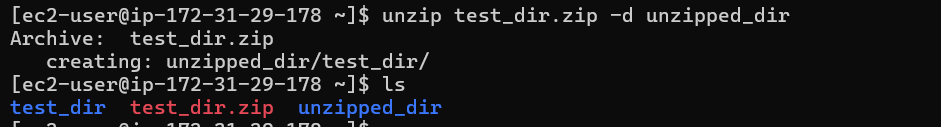 [ec2-user@ip-172-31-29-178 ~]$ unzip test_dir.zip -d unzipped_dir
Archive:  test_dir.zip
   creating: unzipped_dir/test_dir/
[ec2-user@ip-172-31-29-178 ~]$ ls
test_dir  test_dir.zip  unzipped_dir